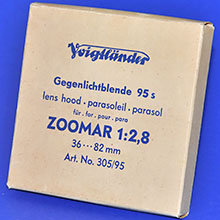 Voigtländer
Gegenlichtblende 95 s
lens hood · parasoleil · parasol
für · for · pour · para
ZOOMAR 1:2,8
36···82 mm
Art. No. 305/95